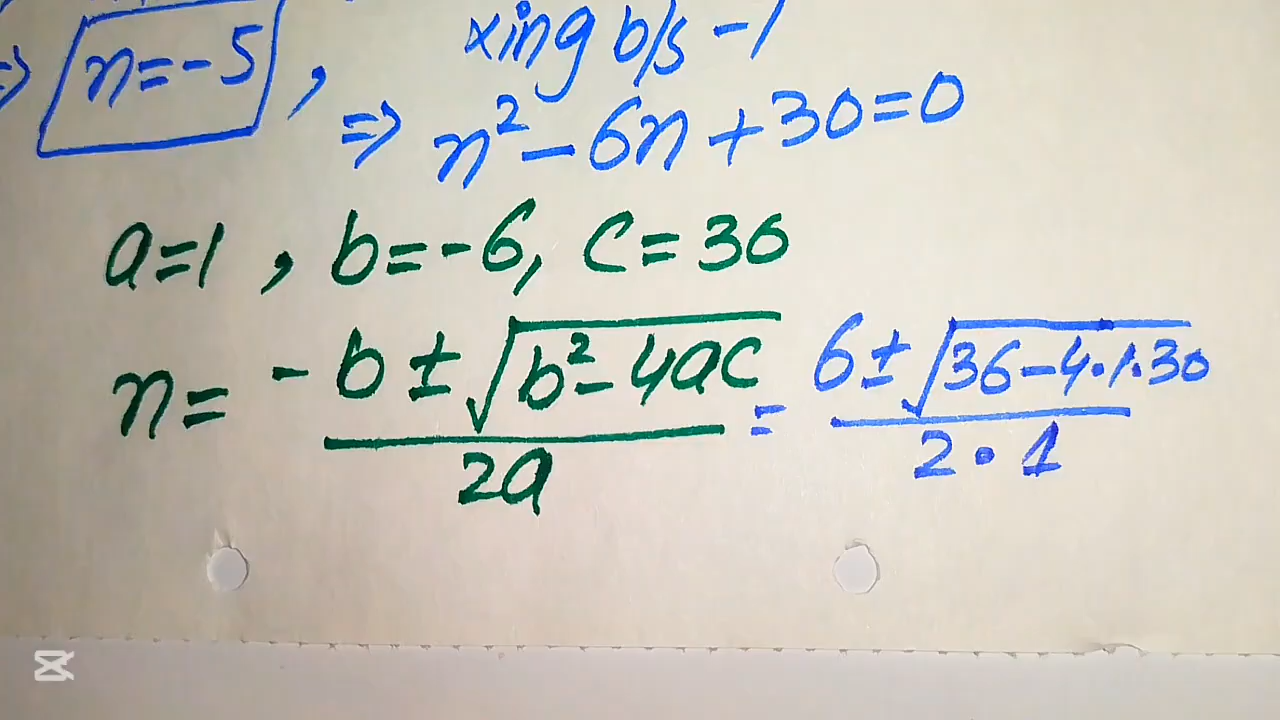 ⇒ n=-5, xing b/s -1
⇒ n²-6n+30=0
a=1, b=-6, c=30
n= -b±√b²-4ac / 2a = 6±√36-4·1·30 / 2·1